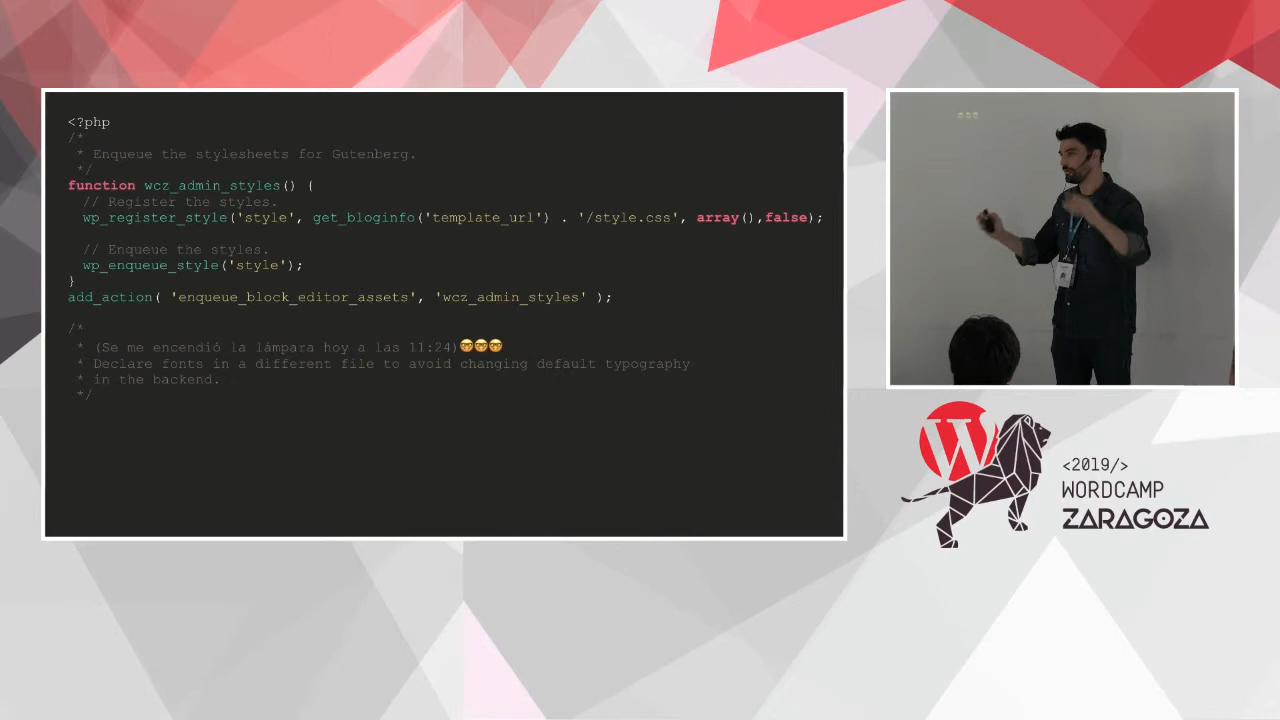 <?php
/*
 * Enqueue the stylesheets for Gutenberg.
 */
function wcz_admin_styles() {
  // Register the styles.
  wp_register_style('style', get_bloginfo('template_url') . '/style.css', array(),false);
  // Enqueue the styles.
  wp_enqueue_style('style');
}
add_action( 'enqueue_block_editor_assets', 'wcz_admin_styles' );
/*
 * (Se me encendió la lámpara hoy a las 11:24)🤓🤓🤓
 * Declare fonts in a different file to avoid changing default typography
 * in the backend.
 */
<2019/>
WORDCAMP
ZARAGOZA